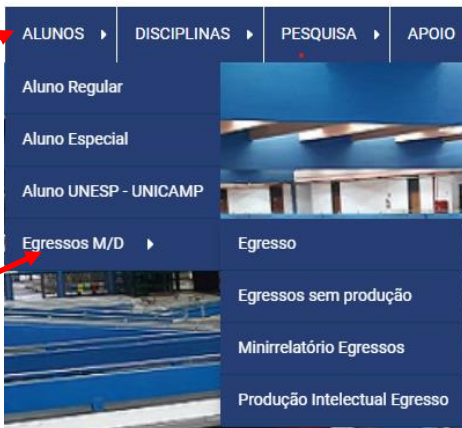 ALUNOS DISCIPLINAS PESQUISA APOIO
Aluno Regular
Aluno Especial
Aluno UNESP - UNICAMP
Egressos M/D Egresso
Egressos sem produção
Minirrelatório Egressos
Produção Intelectual Egresso